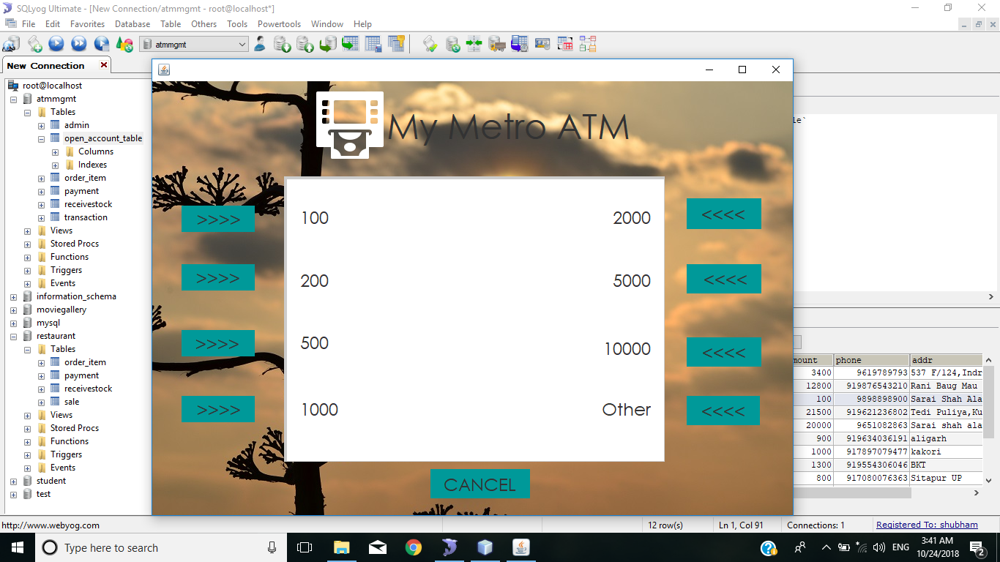 SQLyog Ultimate - [New Connection/atmmgmt - root@localhost*]
File Edit Favorites Database Table Others Tools Powertools Window Help
atmmgmt
New Connection
root@localhost
atmmgmt
Tables
admin
open_account_table
Columns
Indexes
order_item
payment
receivestock
transaction
Views
Stored Procs
Functions
Triggers
Events
information_schema
moviegallery
mysql
restaurant
Tables
order_item
payment
receivestock
sale
Views
Stored Procs
Functions
Triggers
Events
student
test
My Metro ATM
>>>> 100 2000 <<<<
>>>> 200 5000 <<<<
>>>> 500 10000 <<<<
>>>> 1000 Other <<<<
CANCEL
le`
mount phone addr
3400 9619789793 537 F/124,Indr
12800 919876543210 Rani Baug Mau
100 9898898900 Sarai Shah Ala
21500 919621236802 Tedi Puliya,Ku
20000 9651082863 Sarai shah ala
900 919634036191 aligarh
1000 917897079477 kakori
1300 919554306046 BKT
800 917080076363 Sitapur UP
http://www.webyog.com 12 row(s) Ln 1, Col 91 Connections: 1 Registered To: shubham
Type here to search
ENG
3:41 AM
10/24/2018
2